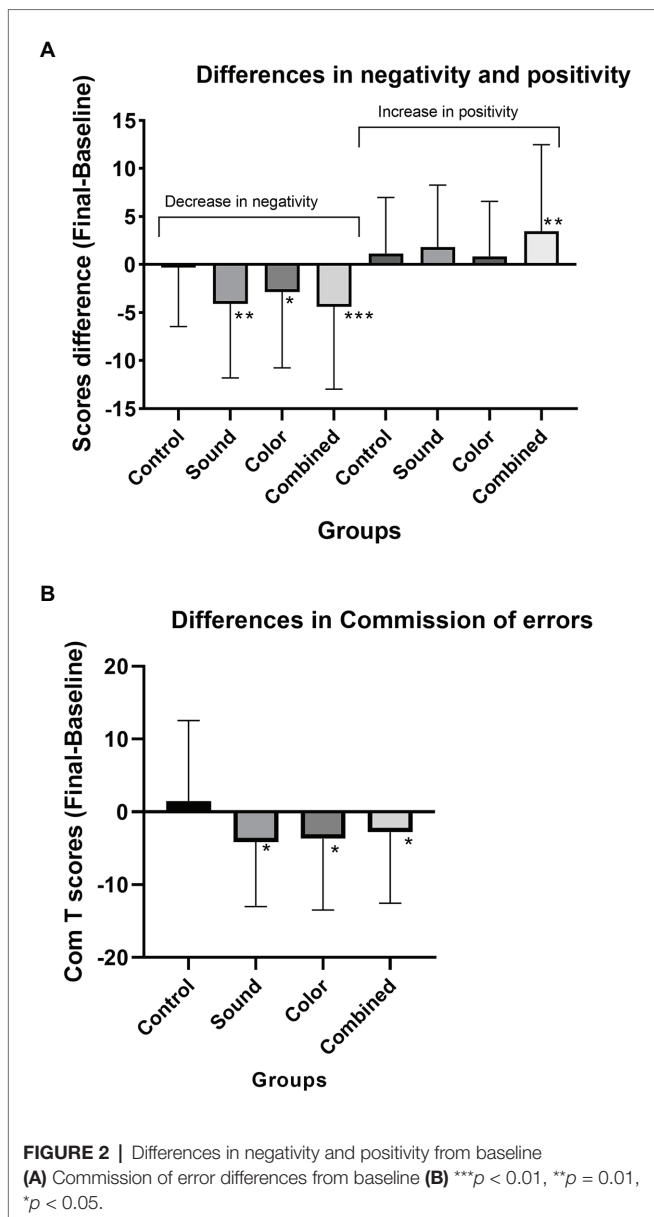 A
Differences in negativity and positivity
Increase in positivity
Decrease in negativity
Scores difference (Final-Baseline)
15
10
5
0
-5
-10
-15
**
*
***
**
Control
Sound
Color
Combined
Control
Sound
Color
Combined
Groups
B
Differences in Commission of errors
Com T scores (Final-Baseline)
20
10
0
-10
-20
*
*
*
Control
Sound
Color
Combined
Groups
FIGURE 2 | Differences in negativity and positivity from baseline
(A) Commission of error differences from baseline (B) ***p < 0.01, **p = 0.01,
*p < 0.05.